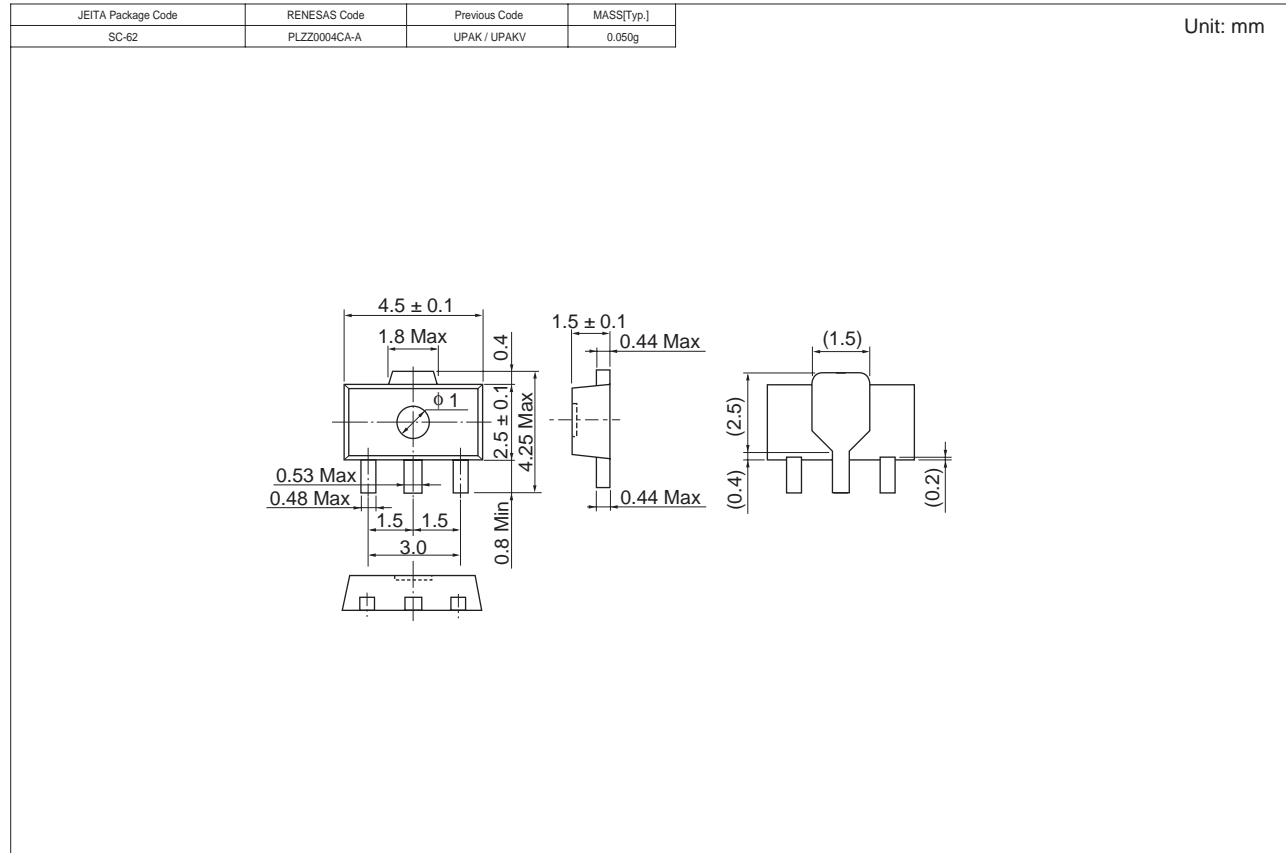 JEITA Package Code RENESAS Code Previous Code MASS[Typ.]
SC-62 PLZZ0004CA-A UPAK / UPAKV 0.050g
Unit: mm
4.5 ± 0.1
1.8 Max
0.4
ϕ 1
2.5 ± 0.1
4.25 Max
0.53 Max
0.48 Max
1.5 1.5
3.0
0.8 Min
1.5 ± 0.1
0.44 Max
0.44 Max
(1.5)
(2.5)
(0.4)
(0.2)